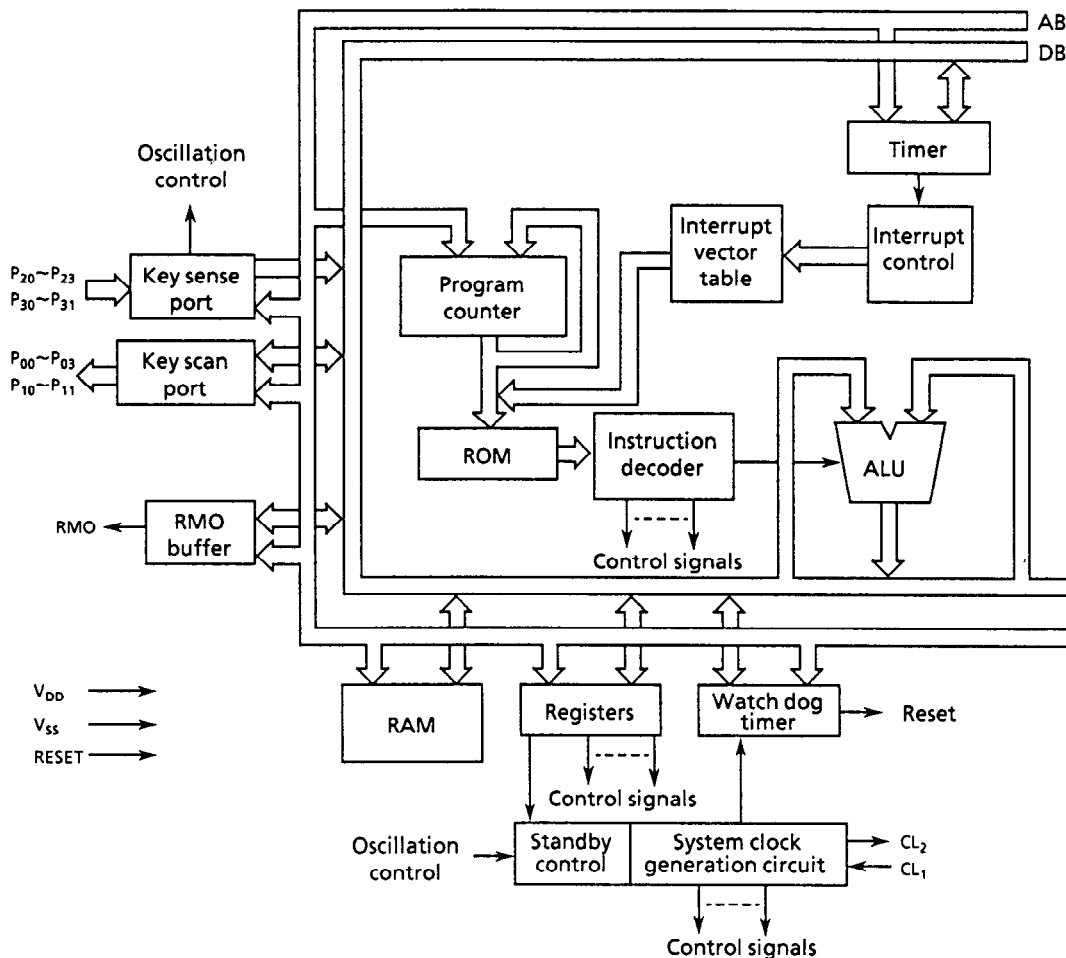 AB
DB
Timer
Oscillation
control
Interrupt
vector
table
Interrupt
control
P20~P23
P30~P31
Key sense
port
Program
counter
P00~P03
P10~P11
Key scan
port
ROM
Instruction
decoder
ALU
RMO
RMO
buffer
Control signals
VDD
VSS
RESET
RAM
Registers
Watch dog
timer
Reset
Control signals
Oscillation
control
Standby
control
System clock
generation circuit
CL2
CL1
Control signals